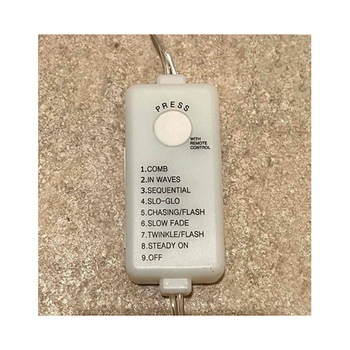 PRESS
WITH
REMOTE
CONTROL
1.COMB
2.IN WAVES
3.SEQUENTIAL
4.SLO-GLO
5.CHASING/FLASH
6.SLOW FADE
7.TWINKLE/FLASH
8.STEADY ON
9.OFF